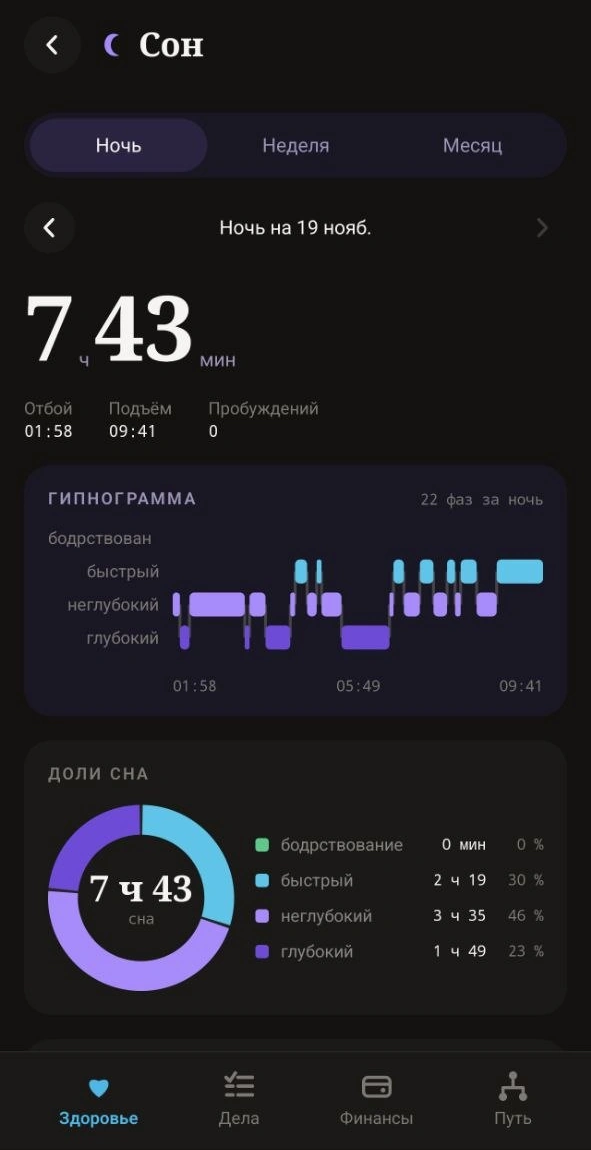 Сон
Ночь Неделя Месяц
Ночь на 19 нояб.
7 ч 43 мин
Отбой Подъём Пробуждений
01:58 09:41 0
ГИПНОГРАММА 22 фаз за ночь
бодрствован
быстрый
неглубокий
глубокий
01:58 05:49 09:41
ДОЛИ СНА
7 ч 43
сна
бодрствование 0 мин 0 %
быстрый 2 ч 19 30 %
неглубокий 3 ч 35 46 %
глубокий 1 ч 49 23 %
Здоровье Дела Финансы Путь